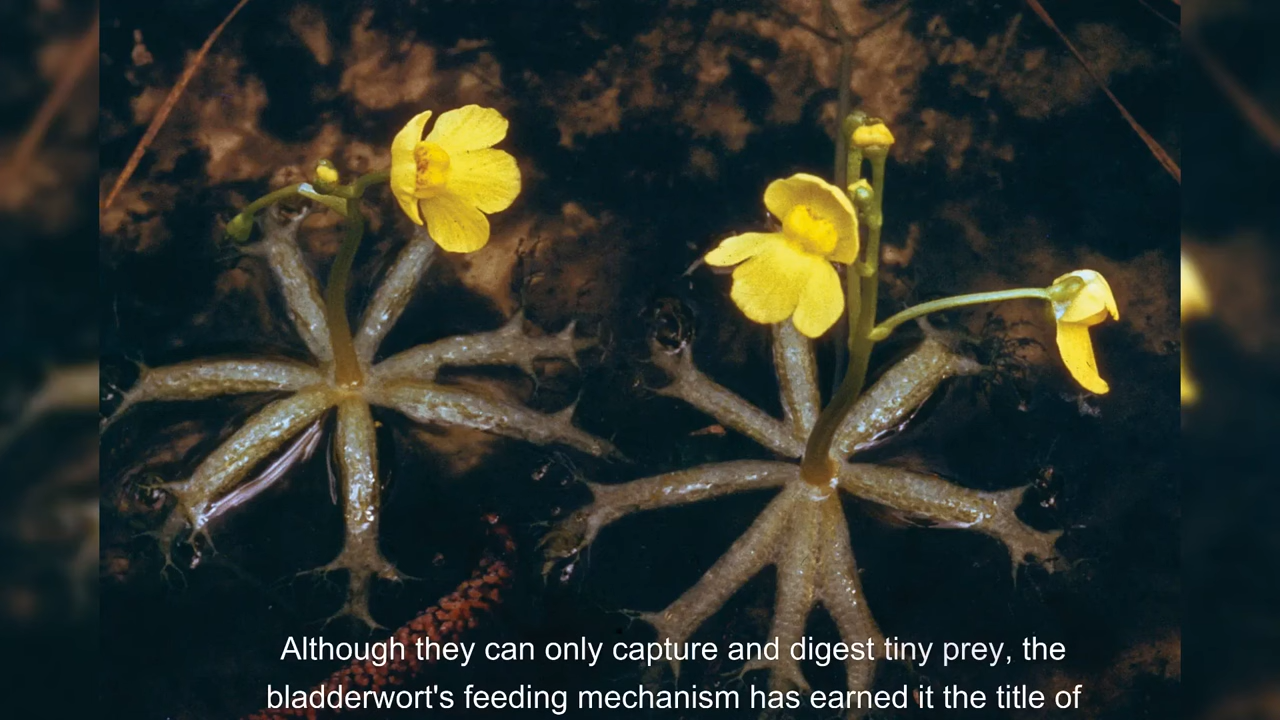 Although they can only capture and digest tiny prey, the
bladderwort's feeding mechanism has earned it the title of